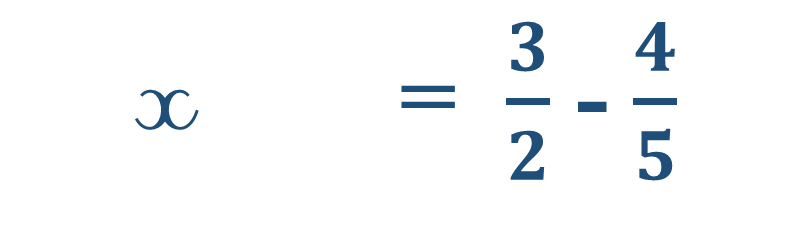 x = 3/2 - 4/5